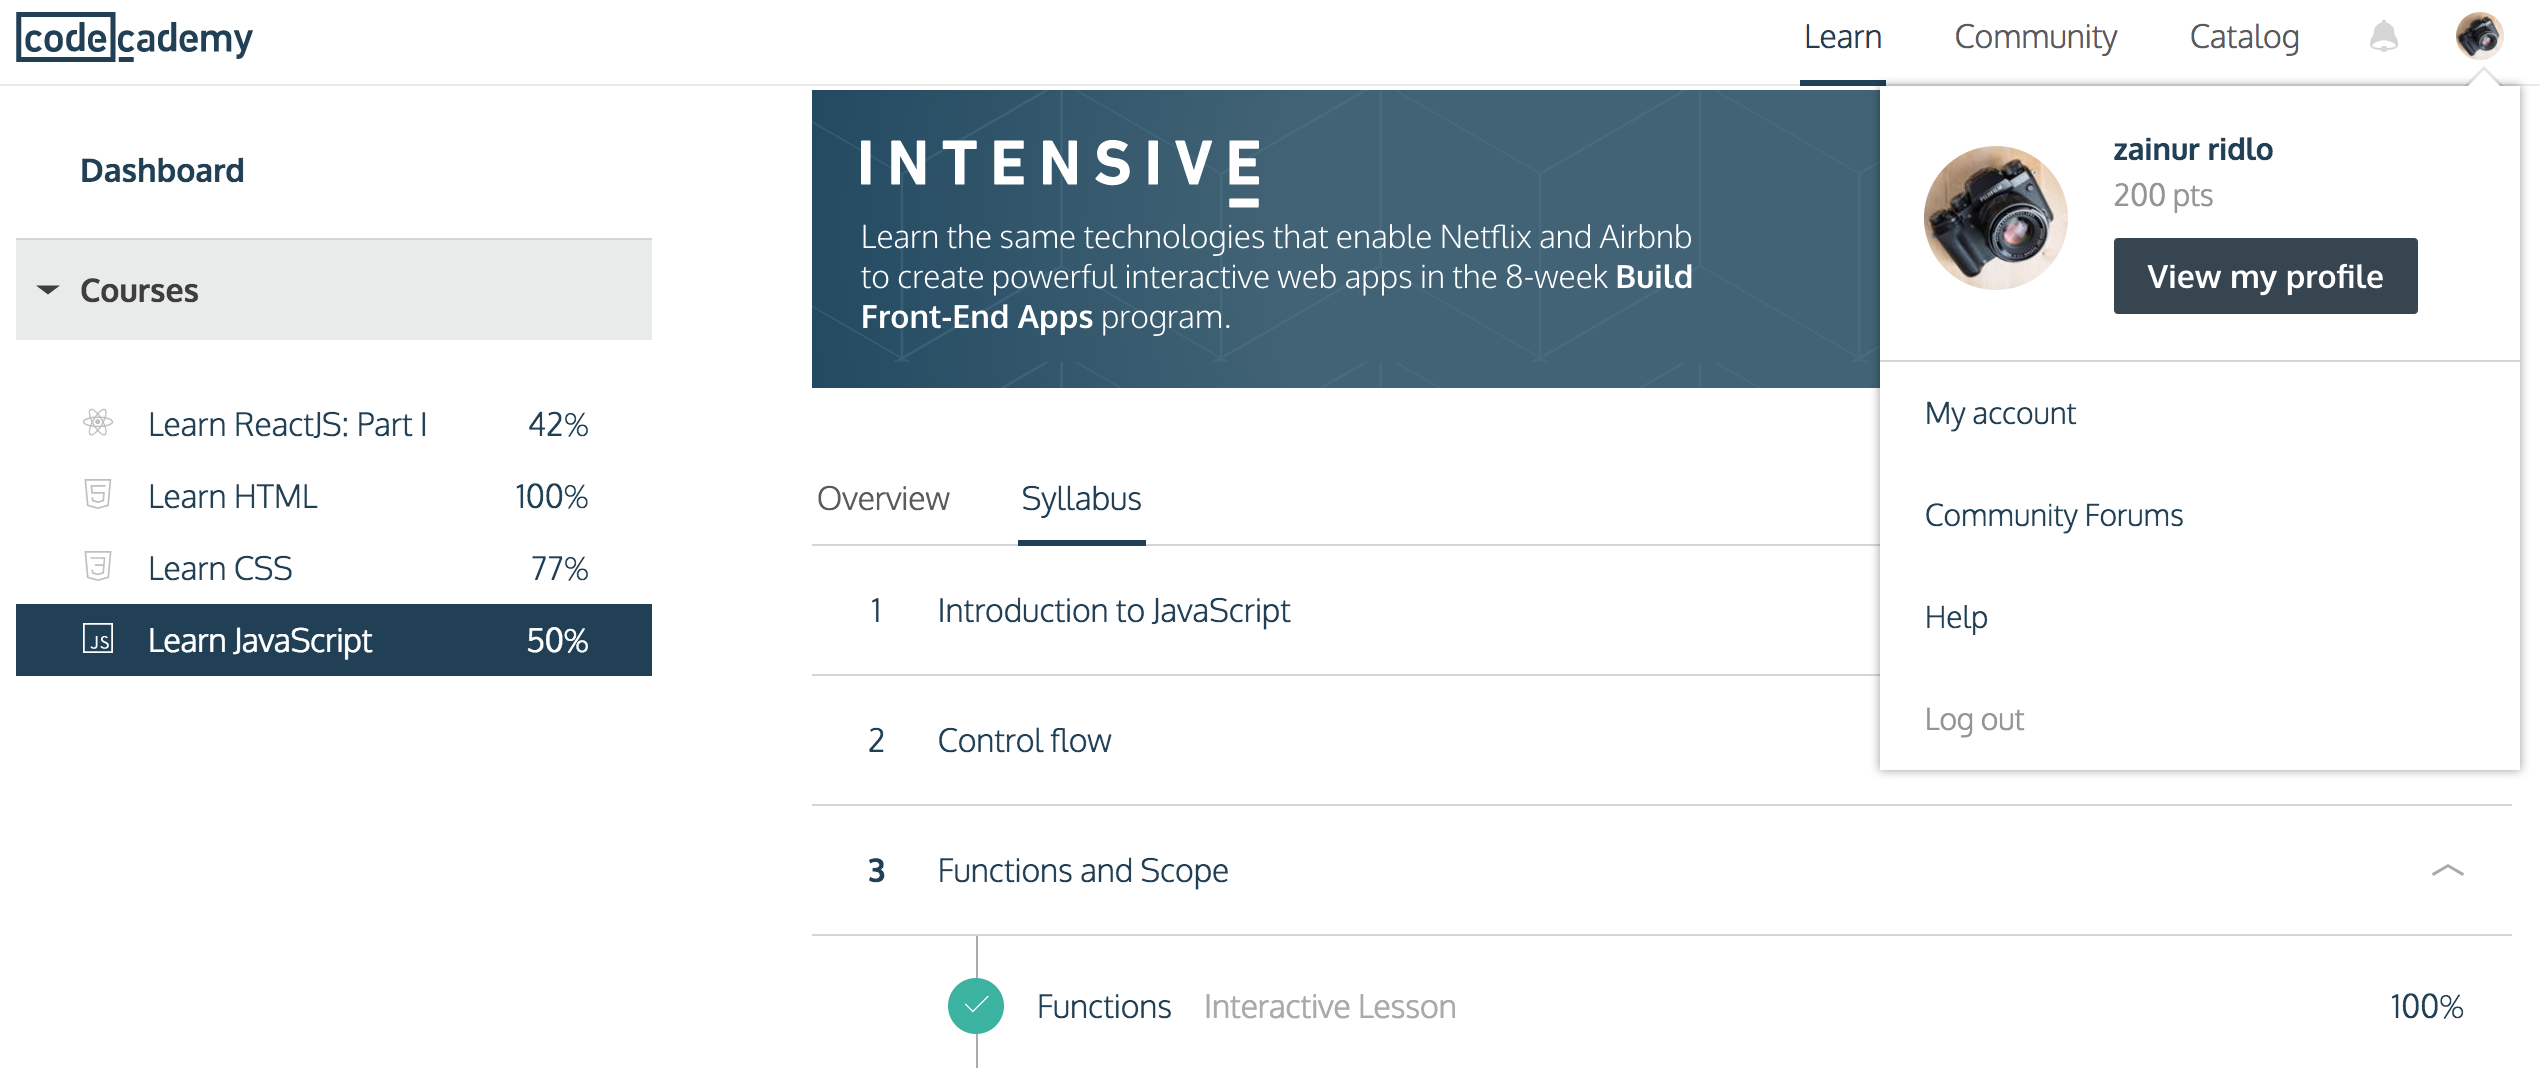 codecademy
Learn
Community
Catalog
Dashboard
Courses
Learn ReactJS: Part I 42%
Learn HTML 100%
Learn CSS 77%
JS Learn JavaScript 50%
INTENSIVE
Learn the same technologies that enable Netflix and Airbnb
to create powerful interactive web apps in the 8-week Build
Front-End Apps program.
Overview
Syllabus
1 Introduction to JavaScript
2 Control flow
3 Functions and Scope
Functions Interactive Lesson 100%
zainur ridlo
200 pts
View my profile
My account
Community Forums
Help
Log out